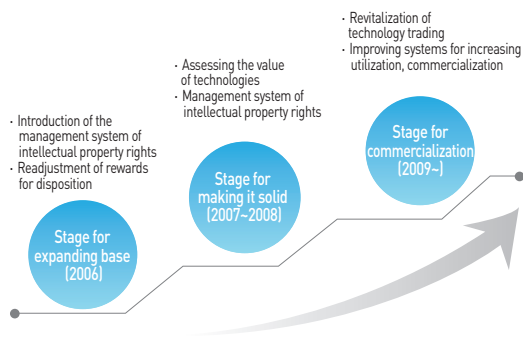 · Introduction of the
management system of
intellectual property rights
· Readjustment of rewards
for disposition
Stage for
expanding base
(2006)
· Assessing the value
of technologies
· Management system of
intellectual property rights
Stage for
making it solid
(2007~2008)
· Revitalization of
technology trading
· Improving systems for increasing
utilization, commercialization
Stage for
commercialization
(2009~)